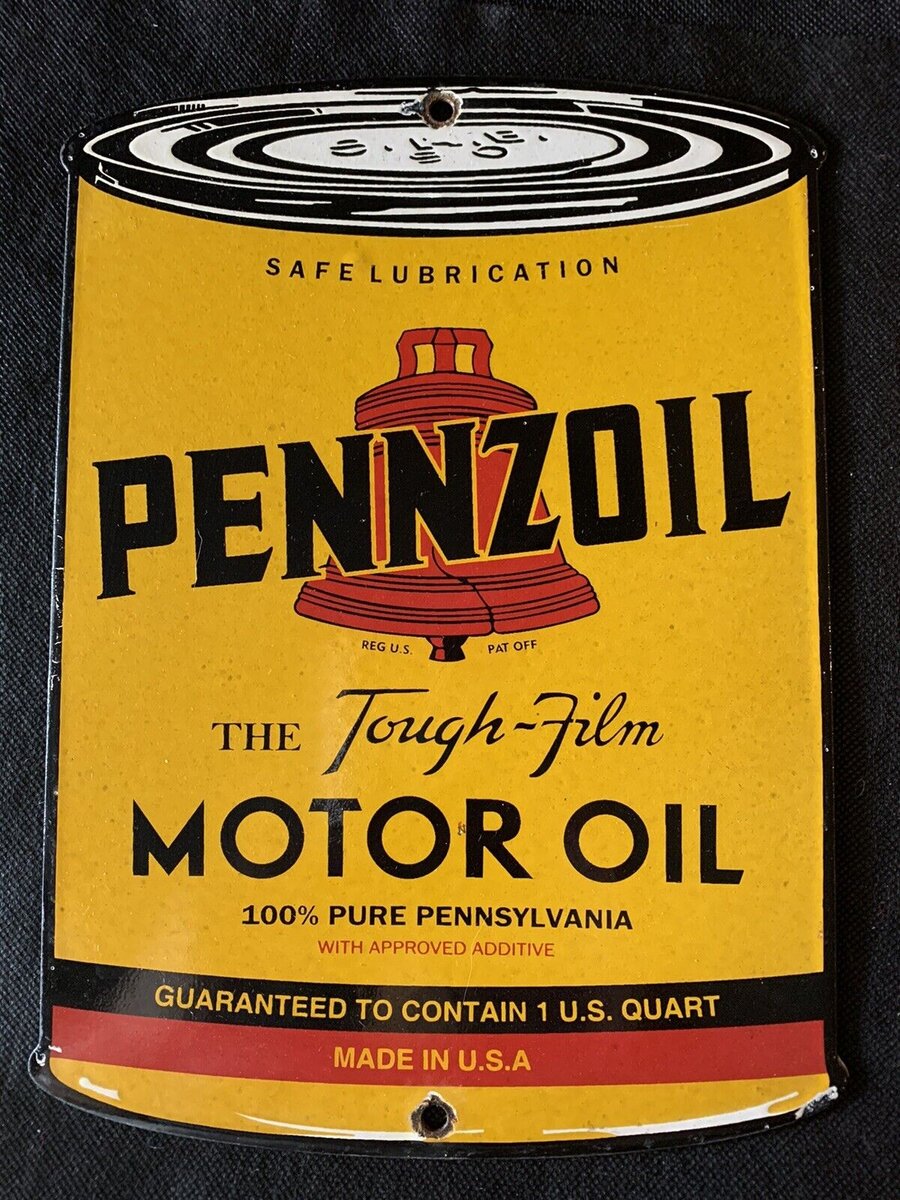 SAFE LUBRICATION
PENNZOIL
REG U.S. PAT OFF
THE Tough-Film
MOTOR OIL
100% PURE PENNSYLVANIA
WITH APPROVED ADDITIVE
GUARANTEED TO CONTAIN 1 U.S. QUART
MADE IN U.S.A